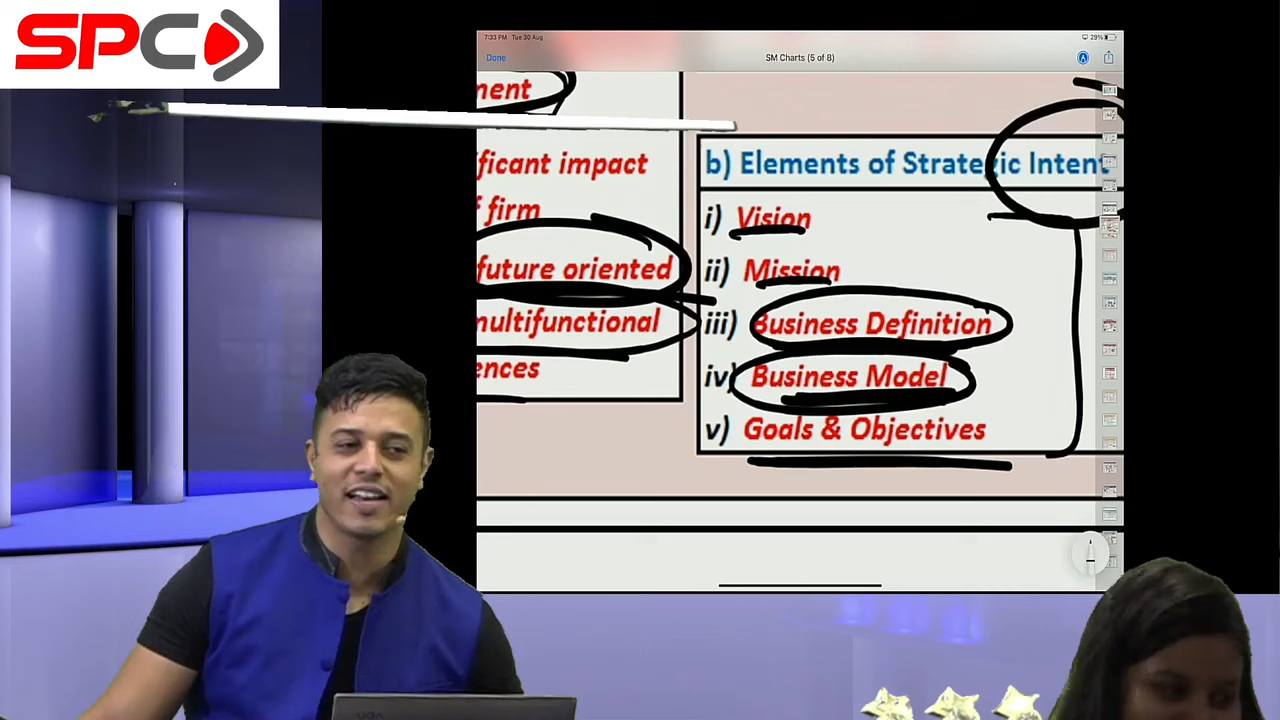 SPC
7:33 PM Tue 30 Aug
29%
Done
SM Charts (5 of 8)
ment
ificant impact
f firm
future oriented
multifunctional
ences
b) Elements of Strategic Intent
i) Vision
ii) Mission
iii) Business Definition
iv) Business Model
v) Goals & Objectives